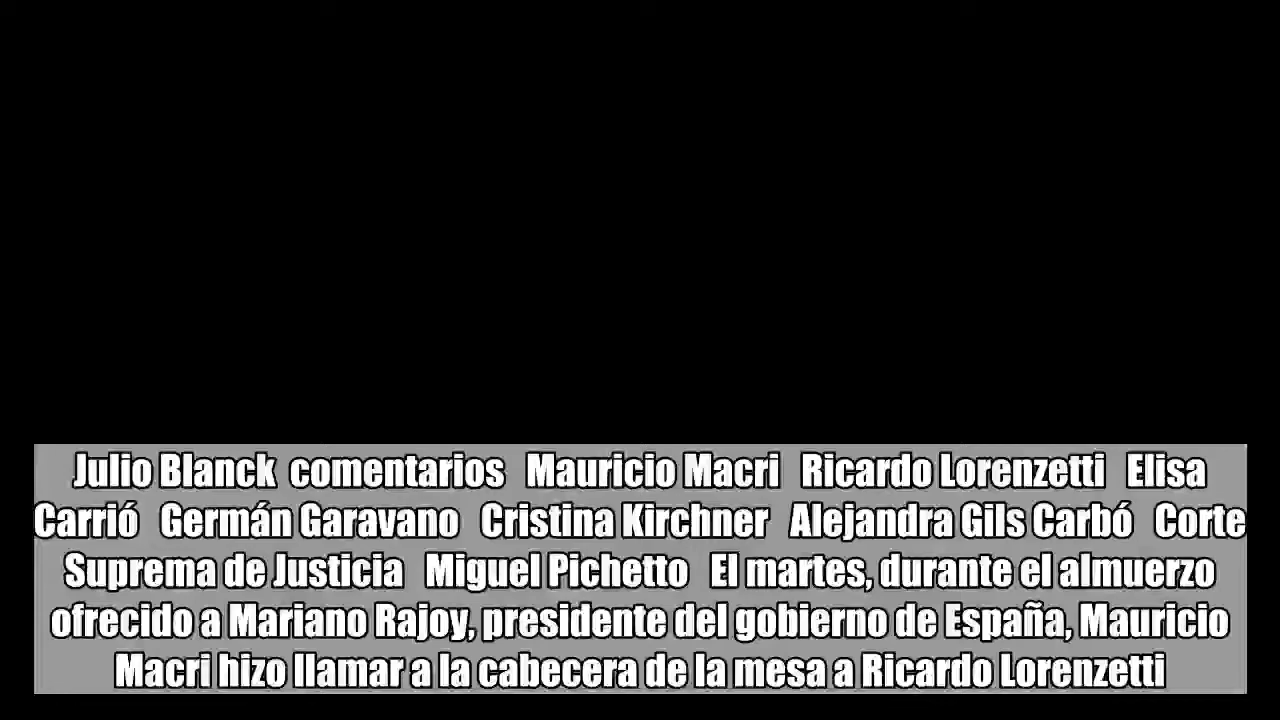 Julio Blanck comentarios Mauricio Macri Ricardo Lorenzetti Elisa
Carrió Germán Garavano Cristina Kirchner Alejandra Gils Carbó Corte
Suprema de Justicia Miguel Pichetto El martes, durante el almuerzo
ofrecido a Mariano Rajoy, presidente del gobierno de España, Mauricio
Macri hizo llamar a la cabecera de la mesa a Ricardo Lorenzetti